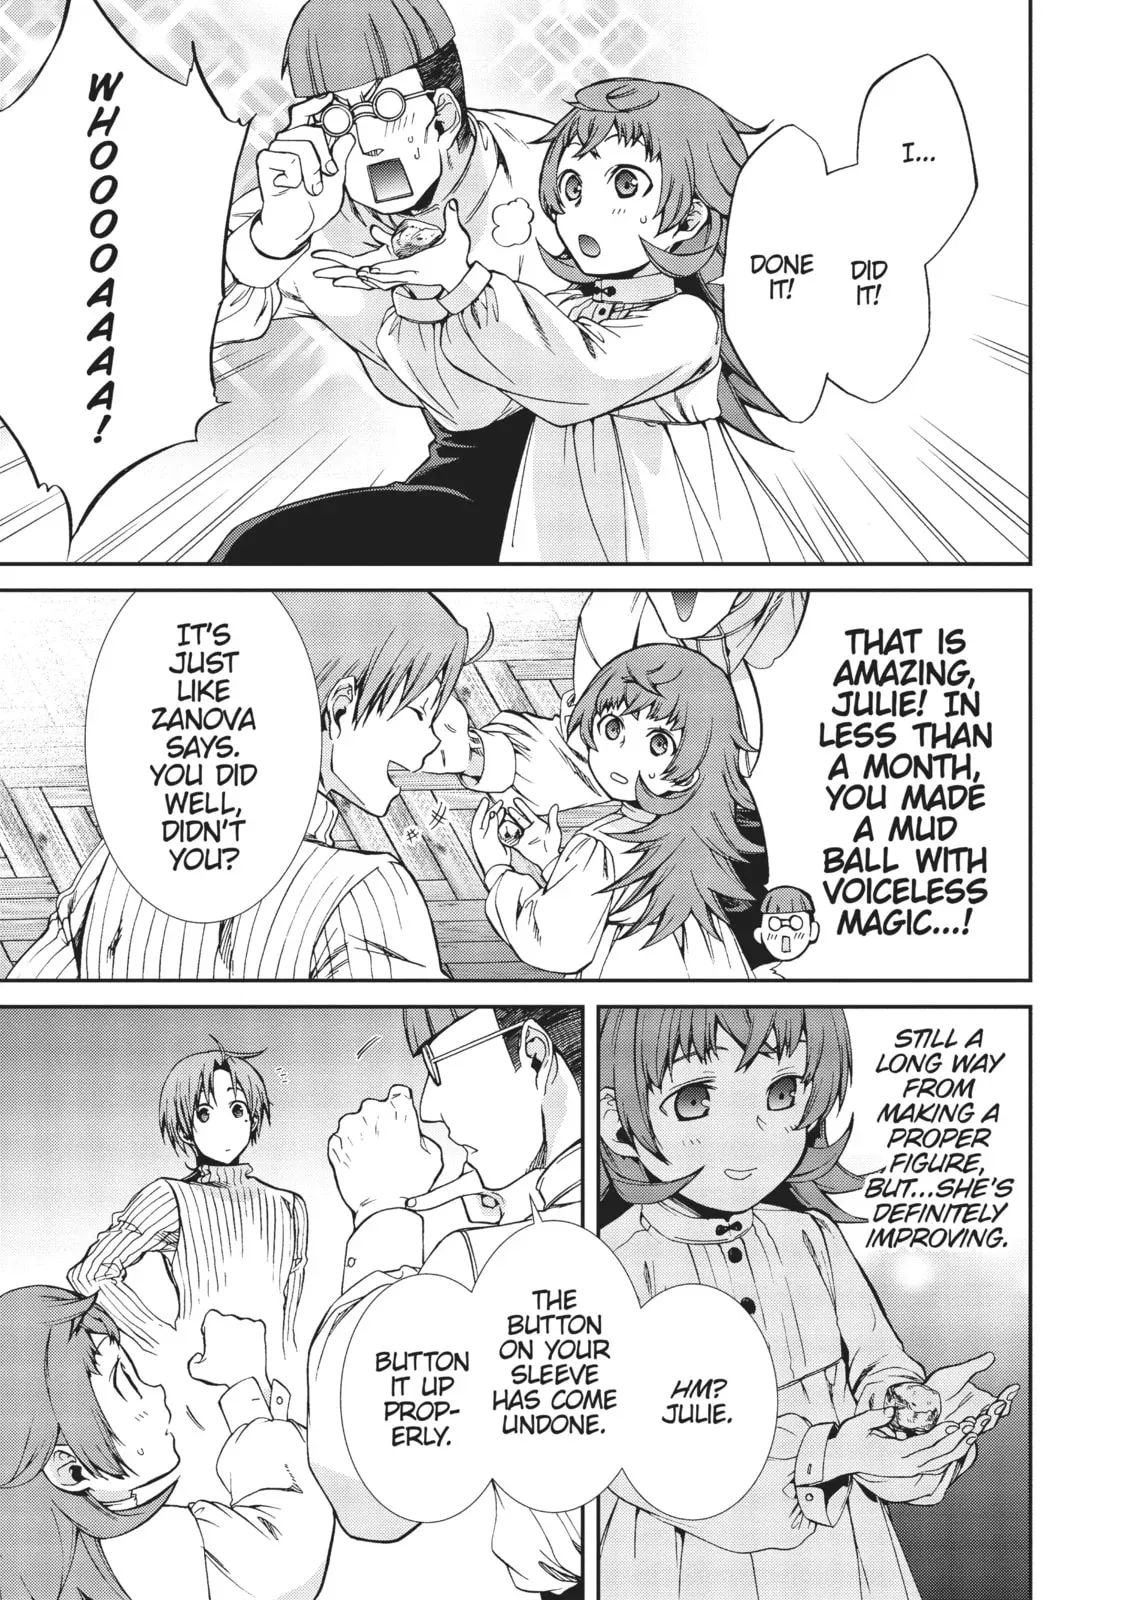 I...
DID
IT!
DONE
IT!
WHOOOOAAAA!
THAT IS
AMAZING,
JULIE! IN
LESS THAN
A MONTH,
YOU MADE
A MUD
BALL WITH
VOICELESS
MAGIC...!
IT'S
JUST
LIKE
ZANOVA
SAYS.
YOU DID
WELL,
DIDN'T
YOU?
STILL A
LONG WAY
FROM
MAKING A
PROPER
FIGURE,
BUT...SHE'S
DEFINITELY
IMPROVING.
HM?
JULIE.
THE
BUTTON
ON YOUR
SLEEVE
HAS COME
UNDONE.
BUTTON
IT UP
PROP-
ERLY.